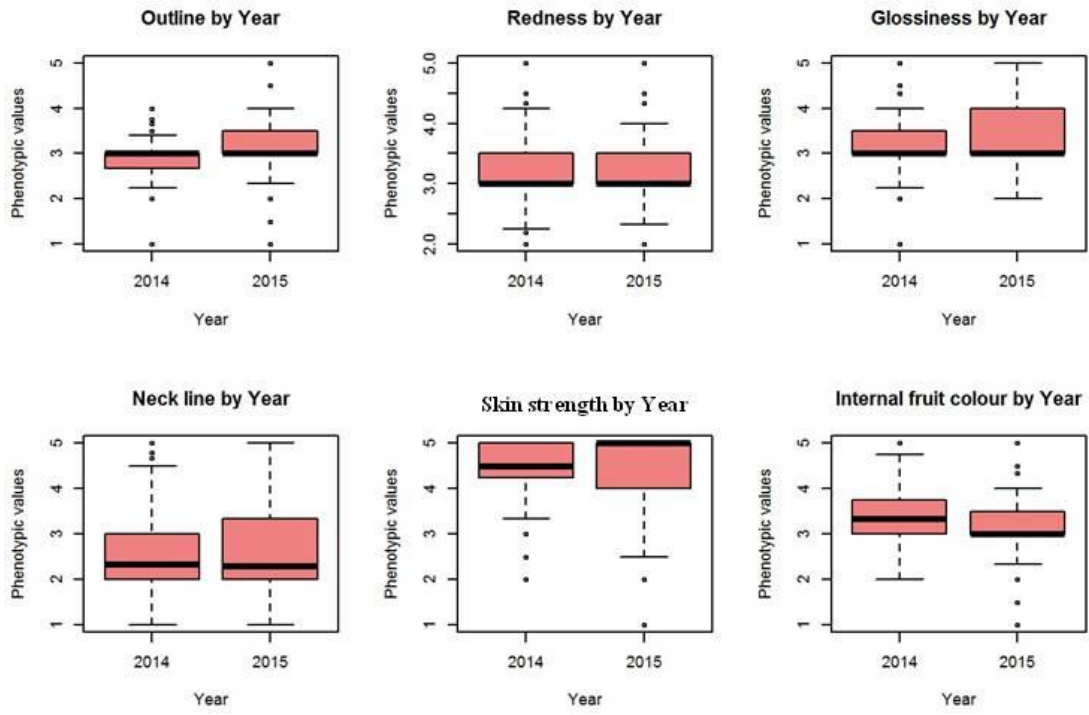 Outline by Year
Phenotypic values
5
4
3
2
1
2014 2015
Year
Redness by Year
Phenotypic values
5.0
4.0
3.0
2.0
2014 2015
Year
Glossiness by Year
Phenotypic values
5
4
3
2
1
2014 2015
Year
Neck line by Year
Phenotypic values
5
4
3
2
1
2014 2015
Year
Skin strength by Year
Phenotypic values
5
4
3
2
1
2014 2015
Year
Internal fruit colour by Year
Phenotypic values
5
4
3
2
1
2014 2015
Year